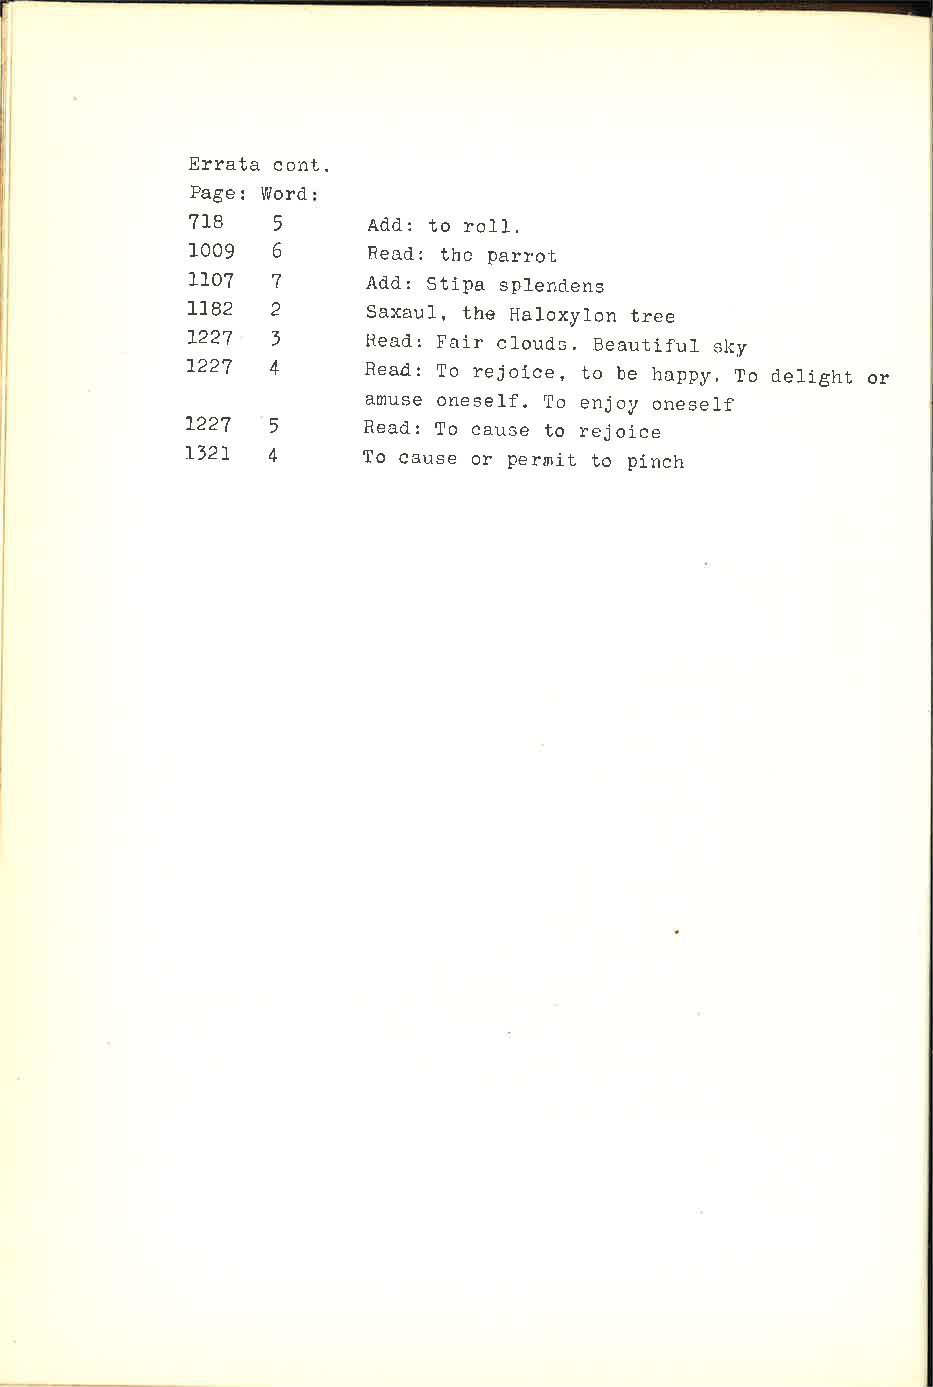 Errata cont.
Page: Word:
718 5 Add: to roll.
1009 6 Read: the parrot
1107 7 Add: Stipa splendens
1182 2 Saxaul, the Haloxylon tree
1227 3 Read: Fair clouds. Beautiful sky
1227 4 Read: To rejoice, to be happy. To delight or
amuse oneself. To enjoy oneself
1227 5 Read: To cause to rejoice
1321 4 To cause or permit to pinch